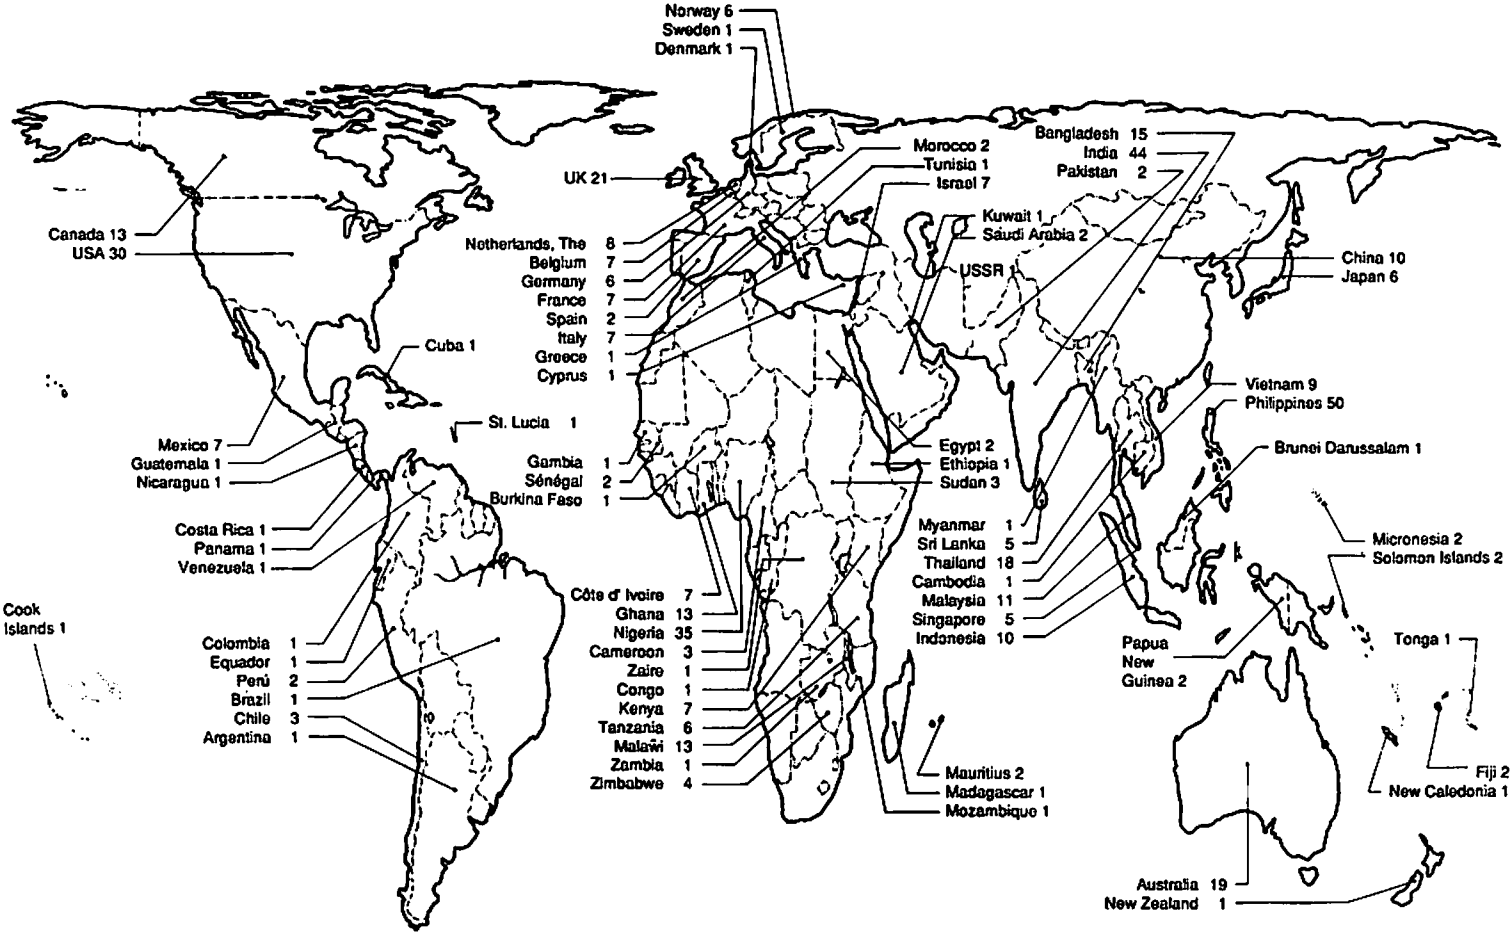 Norway 6
Sweden 1
Denmark 1
UK 21
Morocco 2
Tunisia 1
Israel 7
Bangladesh 15
India 44
Pakistan 2
Kuwait 1
Saudi Arabia 2
USSR 1
Canada 13
USA 30
Netherlands, The 8
Belgium 7
Germany 6
France 7
Spain 2
Italy 7
Greece 1
Cyprus 1
China 10
Japan 6
Cuba 1
St. Lucia 1
Vietnam 9
Philippines 50
Brunei Darussalam 1
Mexico 7
Guatemala 1
Nicaragua 1
Gambia 1
Sénégal 2
Burkina Faso 1
Egypt 2
Ethiopia 1
Sudan 3
Costa Rica 1
Panama 1
Venezuela 1
Myanmar 1
Sri Lanka 5
Thailand 18
Cambodia 1
Malaysia 11
Singapore 5
Indonesia 10
Micronesia 2
Solomon Islands 2
Cook
Islands 1
Colombia 1
Equador 1
Perú 2
Brazil 1
Chile 3
Argentina 1
Côte d' Ivoire 7
Ghana 13
Nigeria 35
Cameroon 3
Zaire 1
Congo 1
Kenya 7
Tanzania 6
Malawi 13
Zambia 1
Zimbabwe 4
Papua
New
Guinea 2
Tonga 1
Mauritius 2
Madagascar 1
Mozambique 1
Fiji 2
New Caledonia 1
Australia 19
New Zealand 1